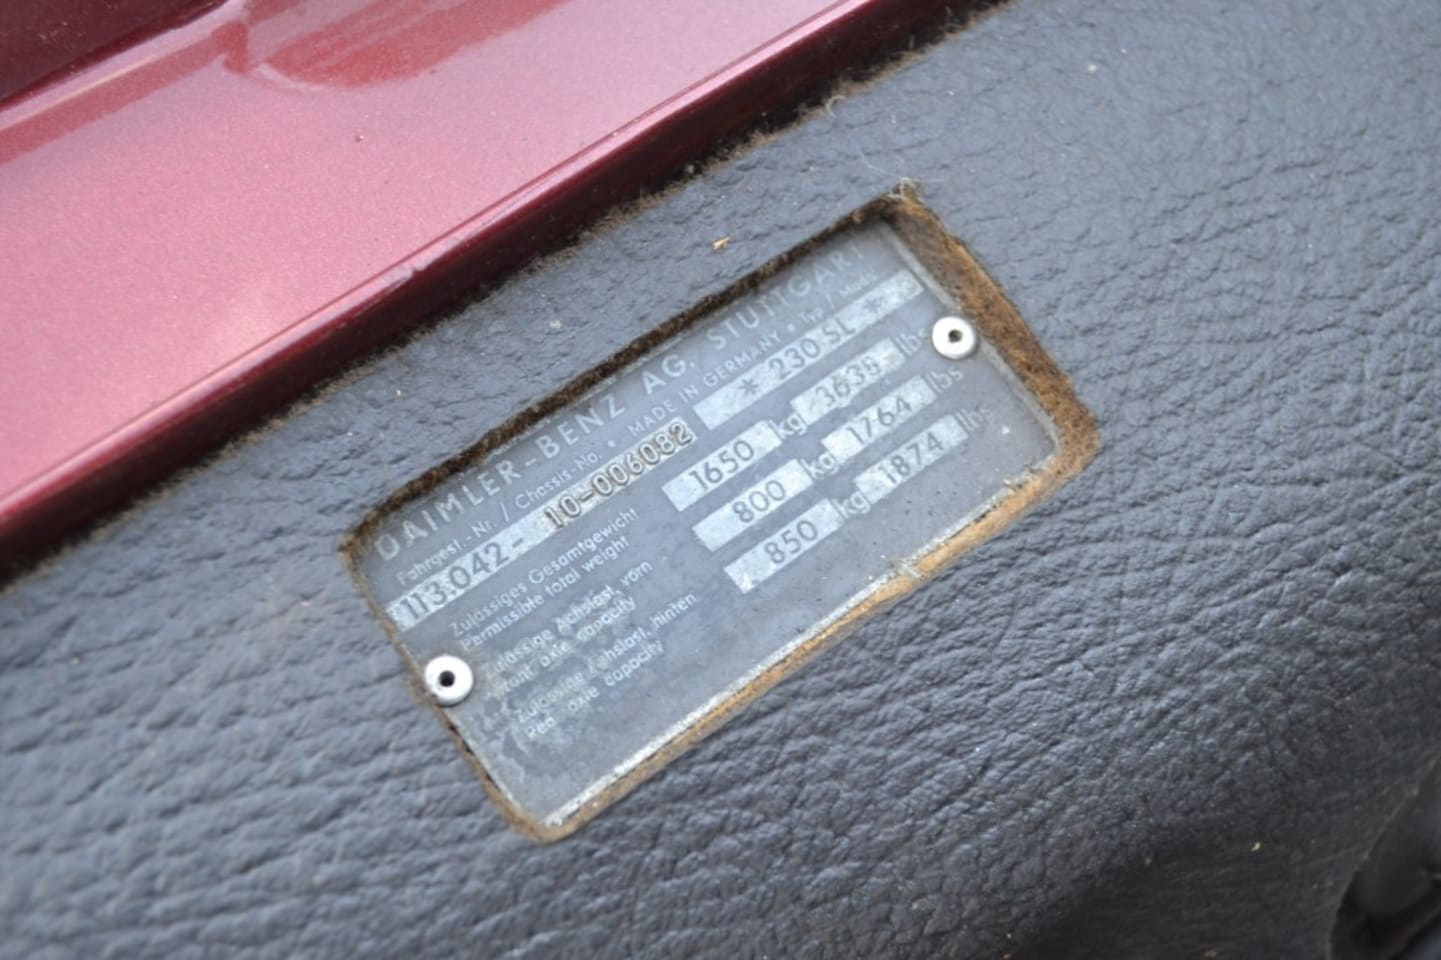 DAIMLER-BENZ AG. STUTTGART
Fahrgest.-Nr. / Chassis-No. • MADE IN GERMANY • Typ / Model
113.042 - 10-006082 * 230 SL *
Zulässiges Gesamtgewicht
Permissible total weight
1650 kg 3638 lbs
Zulässige Achslast, vorn
Front axle capacity
800 kg 1764 lbs
Zulässige Achslast, hinten
Rear axle capacity
850 kg 1874 lbs